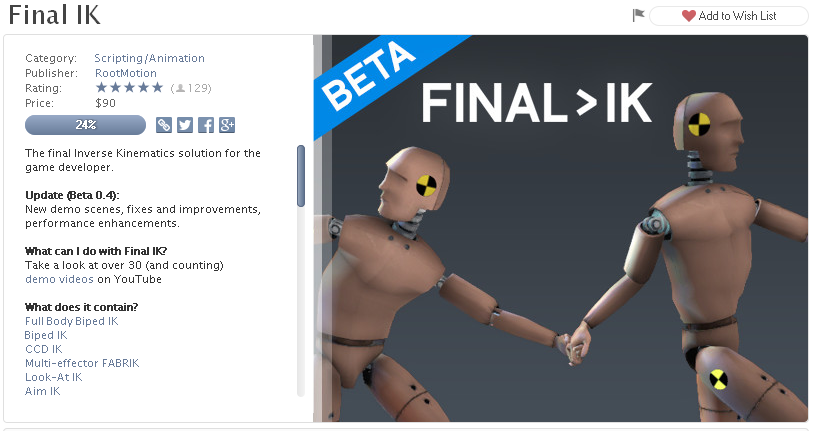 Final IK
Add to Wish List
Category: Scripting/Animation
Publisher: RootMotion
Rating: (129)
Price: $90
24%
The final Inverse Kinematics solution for the
game developer.
Update (Beta 0.4):
New demo scenes, fixes and improvements,
performance enhancements.
What can I do with Final IK?
Take a look at over 30 (and counting)
demo videos on YouTube
What does it contain?
Full Body Biped IK
Biped IK
CCD IK
Multi-effector FABRIK
Look-At IK
Aim IK
BETA
FINAL>IK